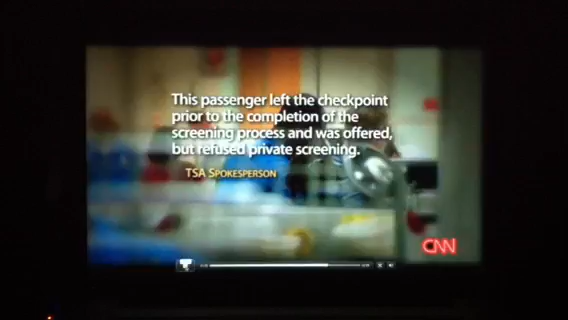 This passenger left the checkpoint
prior to the completion of the
screening process and was offered,
but refused private screening.
TSA SPOKESPERSON
CNN